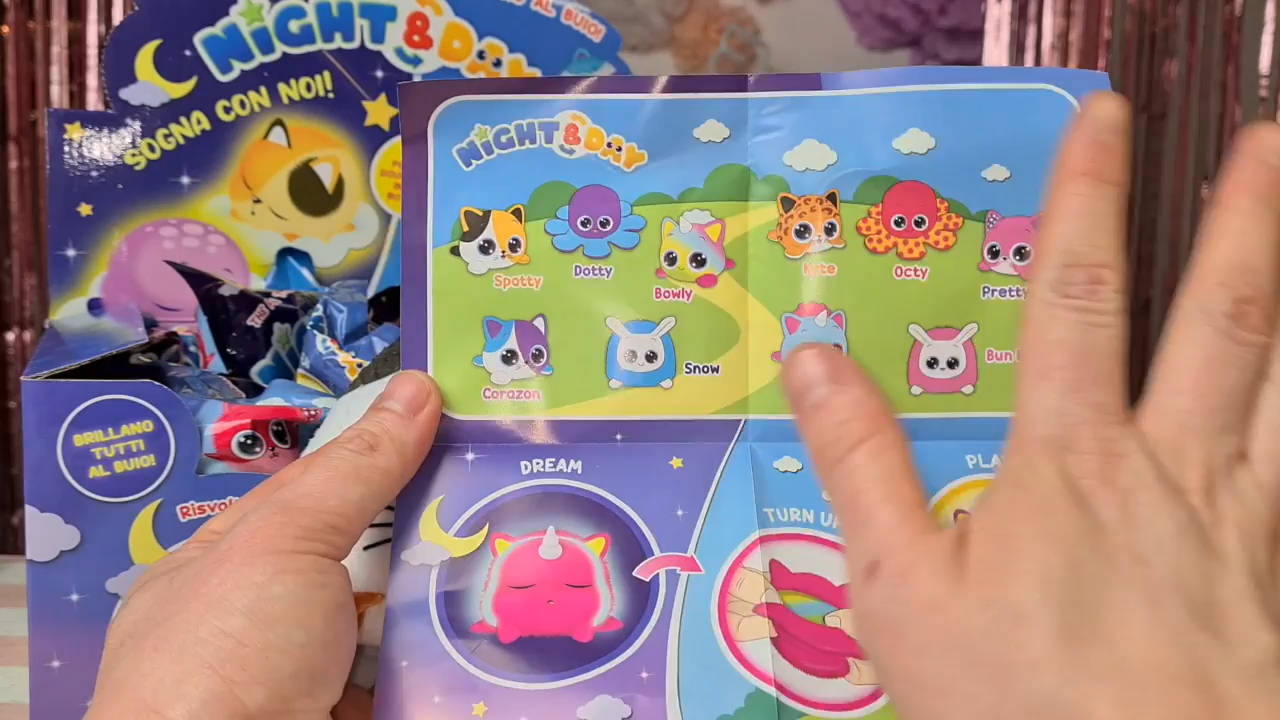 NIGHT & DAY
AL BUIO!
SOGNA CON NOI!
NIGHT & DAY
Spotty
Dotty
Bowly
Octy
Pretty
Corazon
Snow
Bun
BRILLANO
TUTTI
AL BUIO!
DREAM
TURN